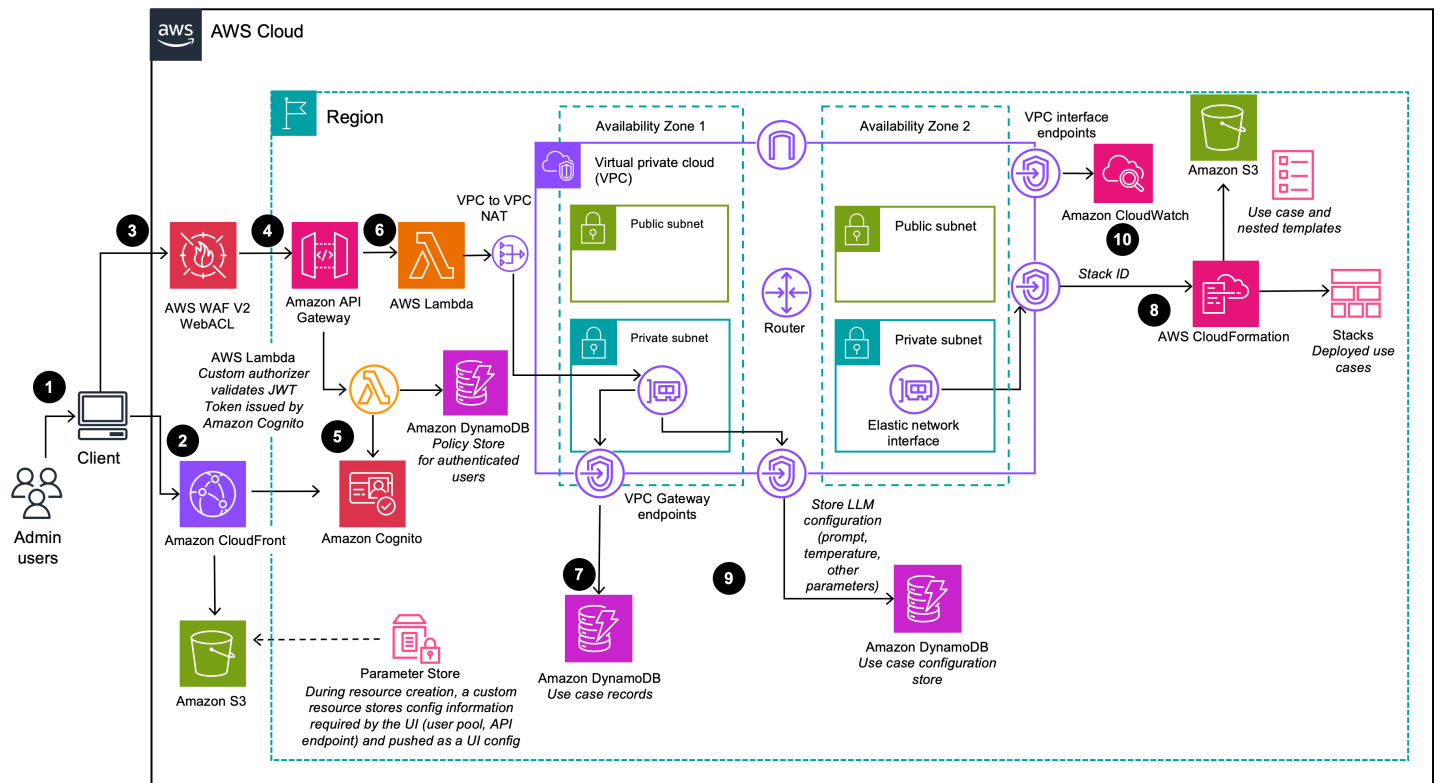 aws
AWS Cloud
Region
Availability Zone 1
Availability Zone 2
VPC interface
endpoints
Virtual private cloud
(VPC)
Amazon S3
Amazon CloudWatch
Use case and
nested templates
VPC to VPC
NAT
Public subnet
Public subnet
3
4
6
10
Stack ID
AWS WAF V2
WebACL
Amazon API
Gateway
AWS Lambda
Router
8
AWS CloudFormation
Stacks
Deployed use
cases
Private subnet
Private subnet
AWS Lambda
Custom authorizer
validates JWT
Token issued by
Amazon Cognito
1
Client
2
5
Amazon DynamoDB
Policy Store
for authenticated
users
Elastic network
interface
Admin
users
Amazon CloudFront
Amazon Cognito
VPC Gateway
endpoints
Store LLM
configuration
(prompt,
temperature,
other
parameters)
7
9
Amazon DynamoDB
Use case records
Amazon DynamoDB
Use case configuration
store
Amazon S3
Parameter Store
During resource creation, a custom
resource stores config information
required by the UI (user pool, API
endpoint) and pushed as a UI config